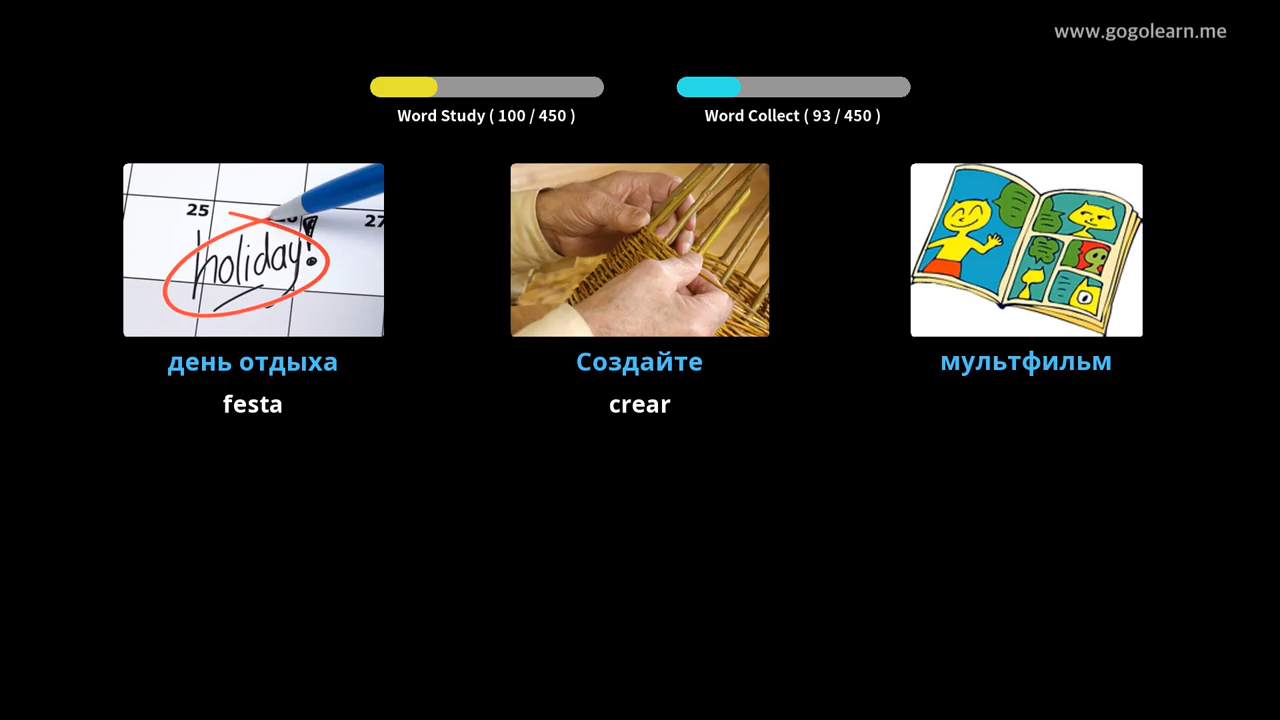 www.gogolearn.me
Word Study ( 100 / 450 )
Word Collect ( 93 / 450 )
25
27
holiday!
день отдыха
Создайте
мультфильм
festa
crear